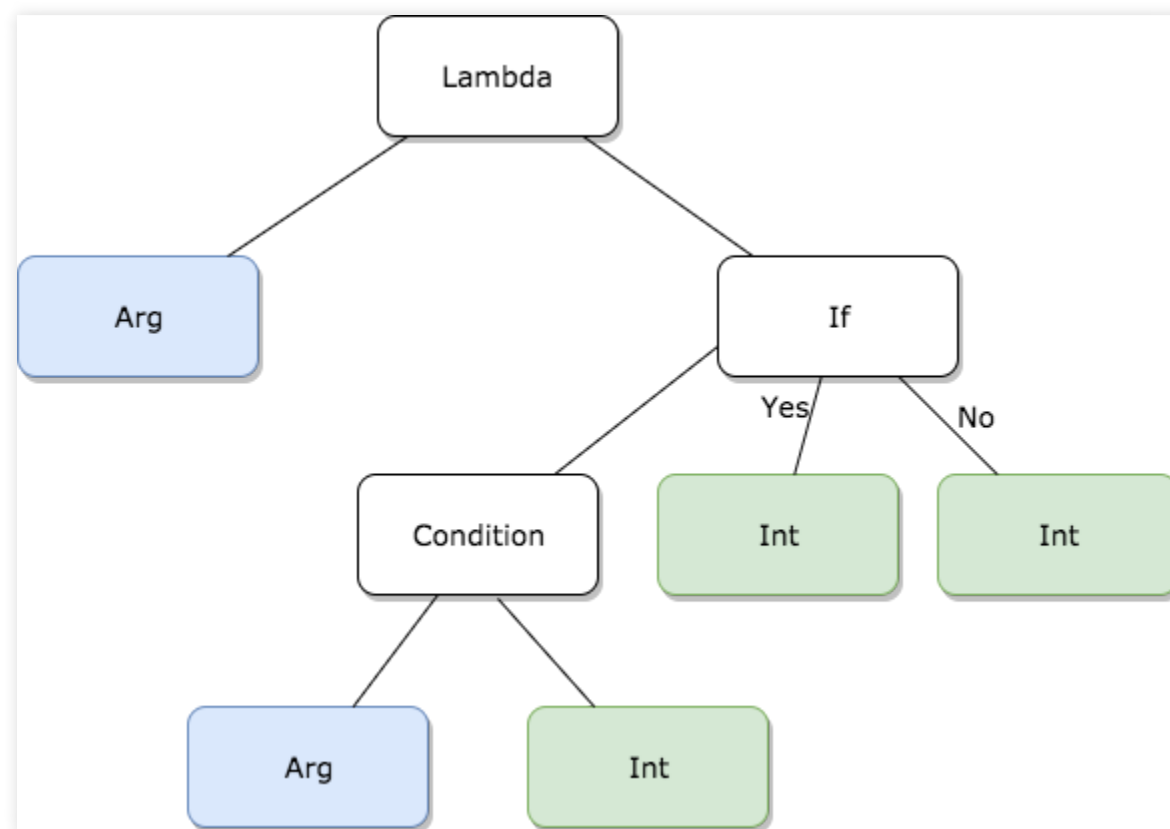 Lambda
Arg
If
Yes
No
Condition
Int
Int
Arg
Int